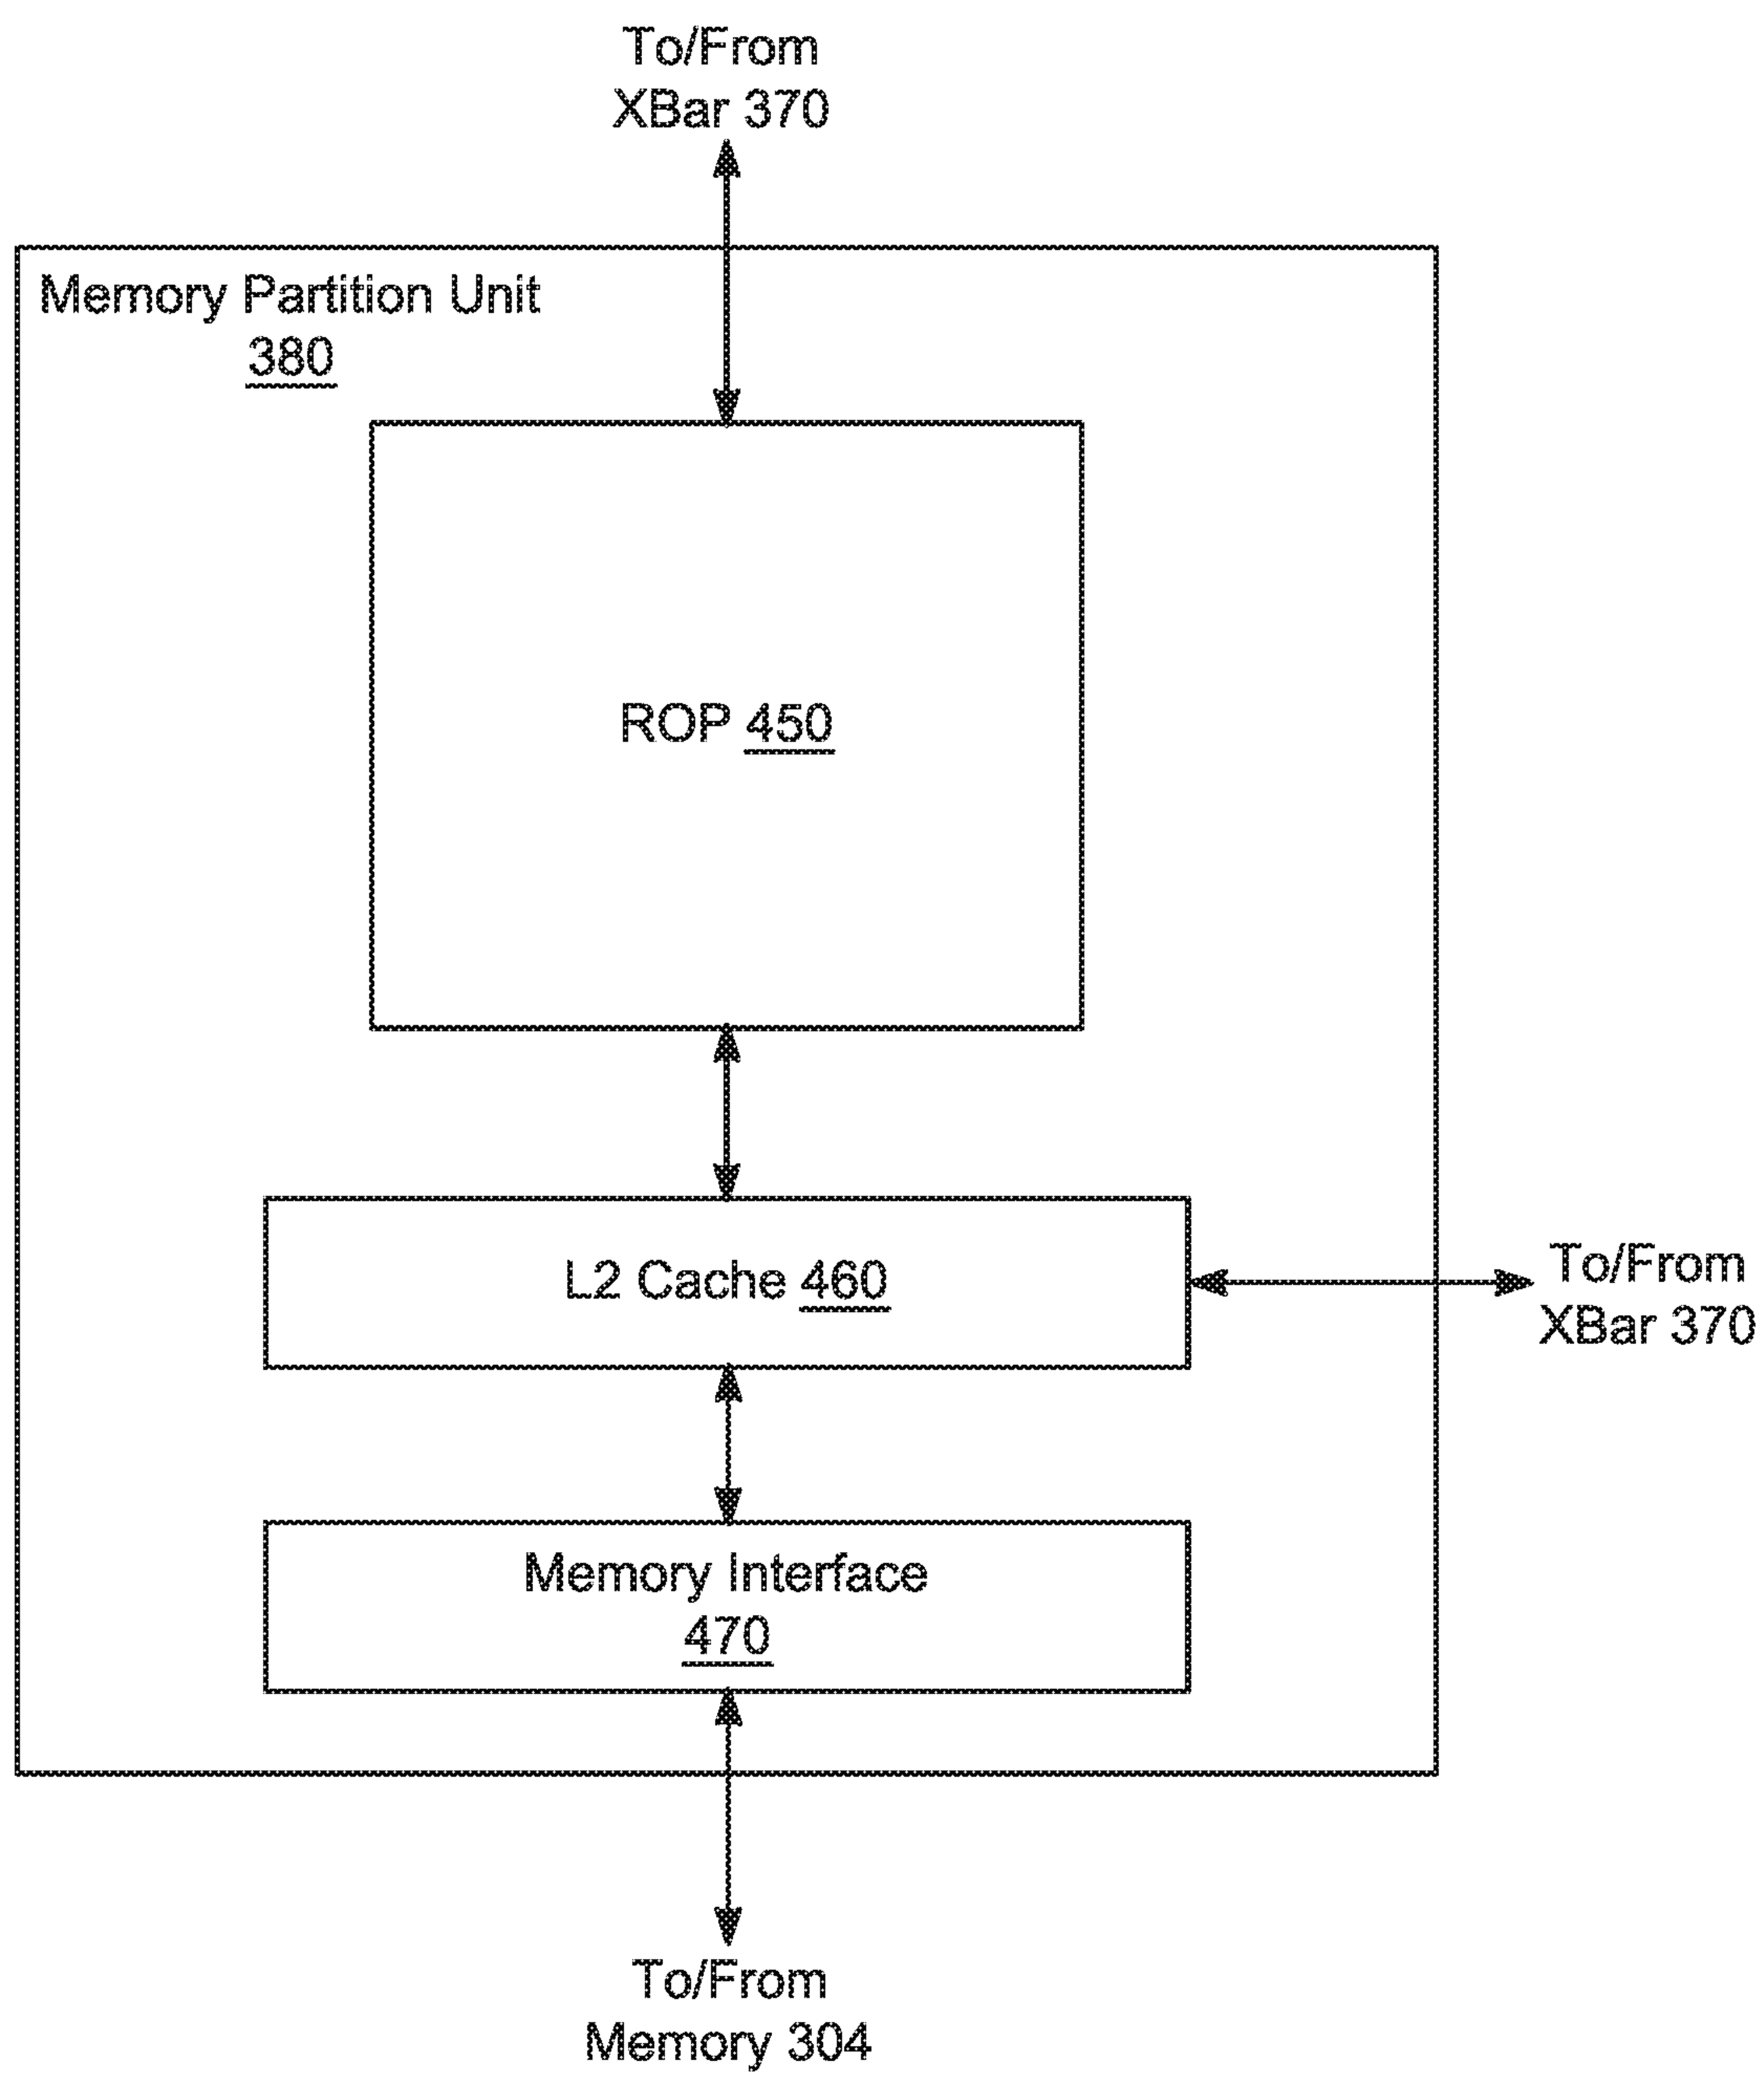 To/From
XBar 370
Memory Partition Unit
380
ROP 450
L2 Cache 460
To/From
XBar 370
Memory Interface
470
To/From
Memory 304